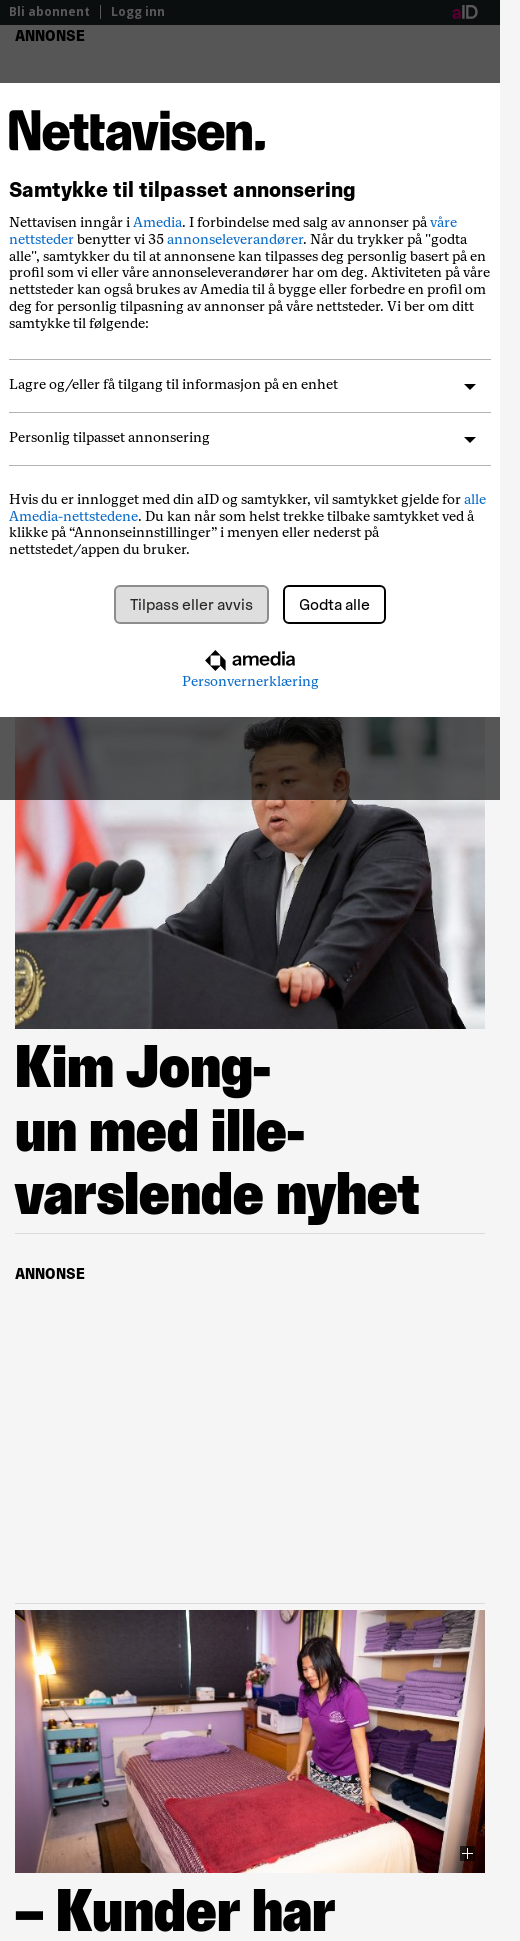 Bli abonnent | Logg inn
aID
ANNONSE
Nettavisen.
Samtykke til tilpasset annonsering
Nettavisen inngår i Amedia. I forbindelse med salg av annonser på våre
nettsteder benytter vi 35 annonseleverandører. Når du trykker på "godta
alle", samtykker du til at annonsene kan tilpasses deg personlig basert på en
profil som vi eller våre annonseleverandører har om deg. Aktiviteten på våre
nettsteder kan også brukes av Amedia til å bygge eller forbedre en profil om
deg for personlig tilpasning av annonser på våre nettsteder. Vi ber om ditt
samtykke til følgende:
Lagre og/eller få tilgang til informasjon på en enhet
Personlig tilpasset annonsering
Hvis du er innlogget med din aID og samtykker, vil samtykket gjelde for alle
Amedia-nettstedene. Du kan når som helst trekke tilbake samtykket ved å
klikke på “Annonseinnstillinger” i menyen eller nederst på
nettstedet/appen du bruker.
Tilpass eller avvis
Godta alle
amedia
Personvernerklæring
Kim Jong-
un med ille-
varslende nyhet
ANNONSE
– Kunder har